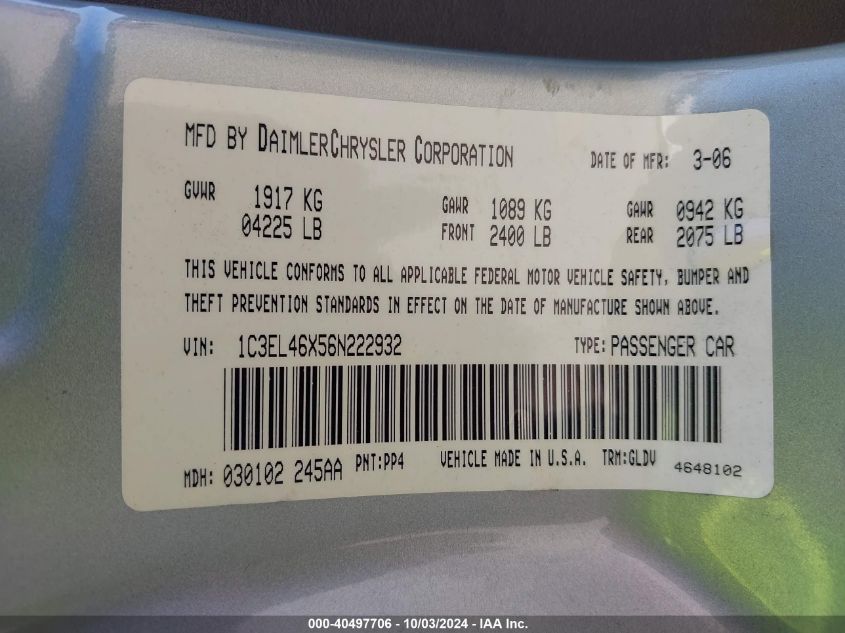 MFD BY DAIMLERCHRYSLER CORPORATION DATE OF MFR: 3-06
GVWR 1917 KG GAWR 1089 KG GAWR 0942 KG
04225 LB FRONT 2400 LB REAR 2075 LB
THIS VEHICLE CONFORMS TO ALL APPLICABLE FEDERAL MOTOR VEHICLE SAFETY, BUMPER AND
THEFT PREVENTION STANDARDS IN EFFECT ON THE DATE OF MANUFACTURE SHOWN ABOVE.
VIN: 1C3EL46X56N222932 TYPE: PASSENGER CAR
MDH: 030102 245AA PNT:PP4 VEHICLE MADE IN U.S.A. TRM:GLDV 4648102
000-40497706 - 10/03/2024 - IAA Inc.